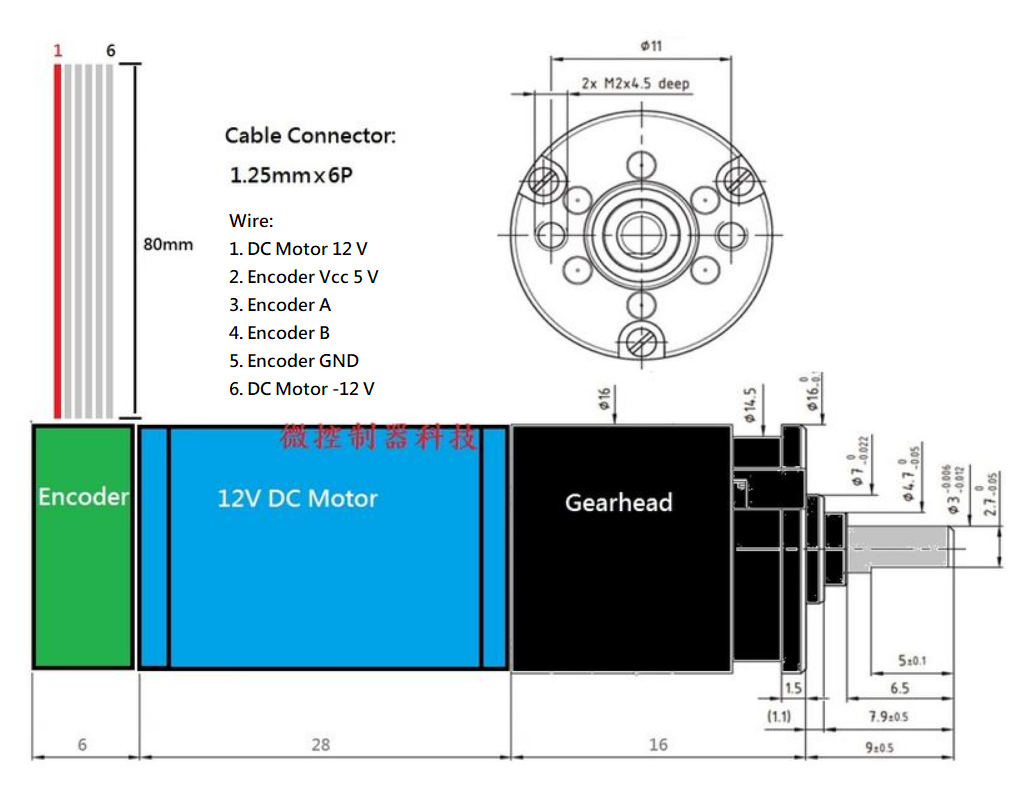 1 6
ø11
2x M2x4.5 deep
Cable Connector:
1.25mmx6P
Wire:
1. DC Motor 12 V
2. Encoder Vcc 5 V
3. Encoder A
4. Encoder B
5. Encoder GND
6. DC Motor -12 V
80mm
ø16
ø14.5
ø16 0 -0.
ø7 0 -0.022
ø4.7 0 -0.05
ø3 -0.006 -0.012
2.7 0 -0.05
微控制器科技
Encoder
12V DC Motor
Gearhead
5±0.1
1.5
6.5
(1.1)
7.9±0.5
6
28
16
9±0.5